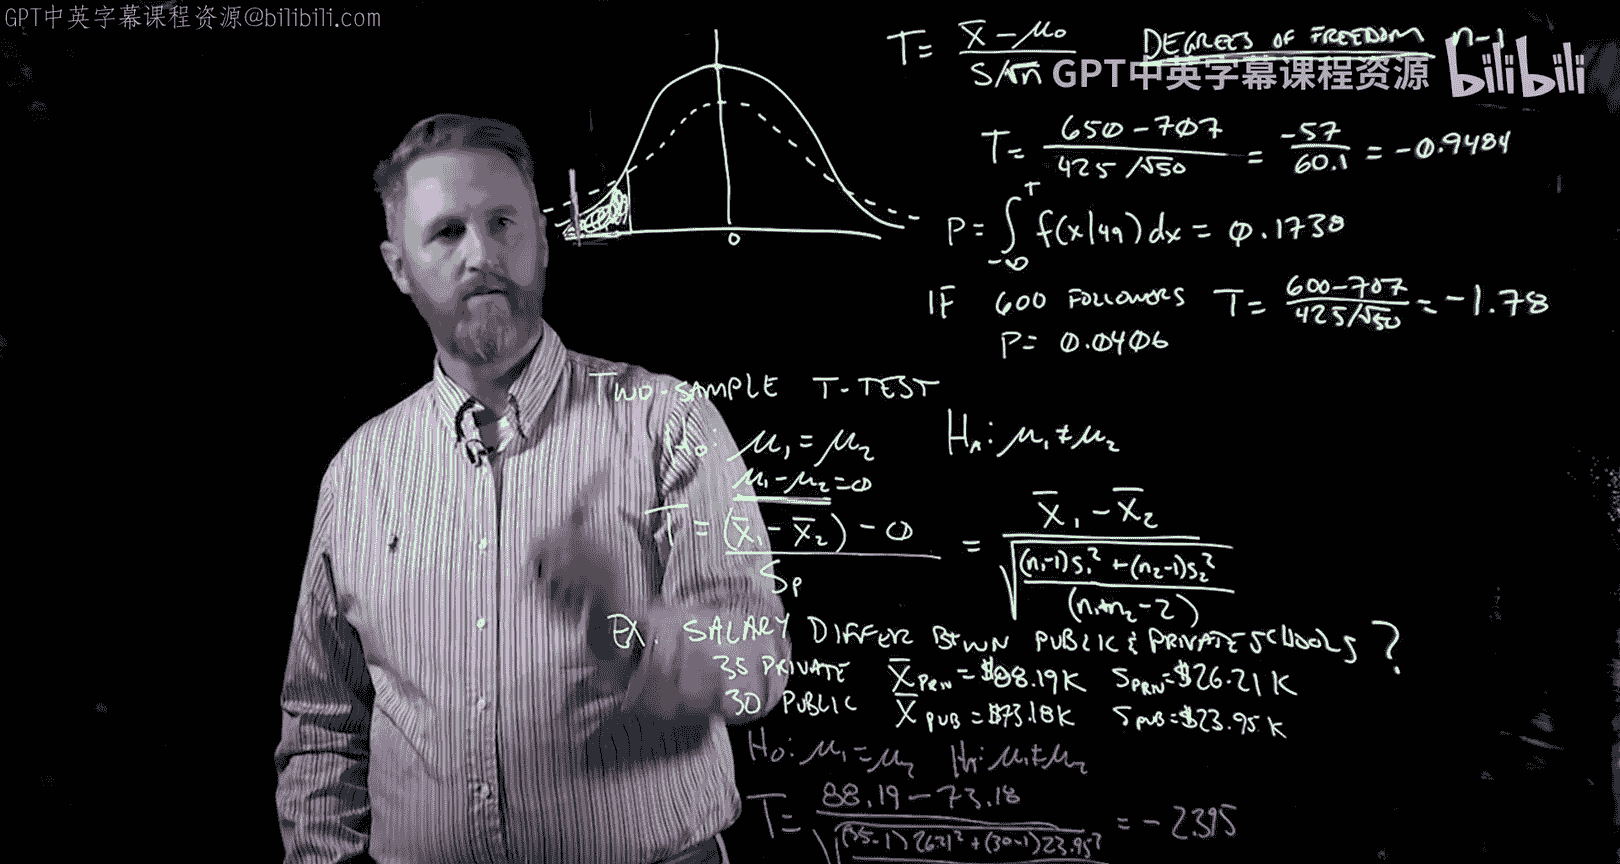 GPT中英字幕课程资源@bilibili.com
T = (x̄ - μ₀) / (S/√n) DEGREES OF FREEDOM n-1
GPT中英字幕课程资源 bilibili
T = (650 - 707) / (425/√50) = -57 / 60.1 = -0.9484
P = ∫_{-∞}^{T} f(x|49) dx = 0.1738
0
IF 600 FOLLOWERS T = (600-707) / (425/√50) = -1.78
P = 0.0406
TWO-SAMPLE T-TEST
H₀: μ₁ = μ₂ Hₐ: μ₁ ≠ μ₂
μ₁ - μ₂ = 0
T = ((x̄₁ - x̄₂) - 0) / Sp = (x̄₁ - x̄₂) / √(((n₁-1)s₁² + (n₂-1)s₂²) / (n₁+n₂-2))
EX. SALARY DIFFER BTWN PUBLIC & PRIVATE SCHOOLS?
35 PRIVATE x̄PRIV = $88.19K SPRIV = $26.21K
30 PUBLIC x̄PUB = $73.18K SPUB = $23.95K
H₀: μ₁ = μ₂ Hₐ: μ₁ ≠ μ₂
T = (88.19 - 73.18) / √((35-1)26.21² + (30-1)23.95² = -2.395